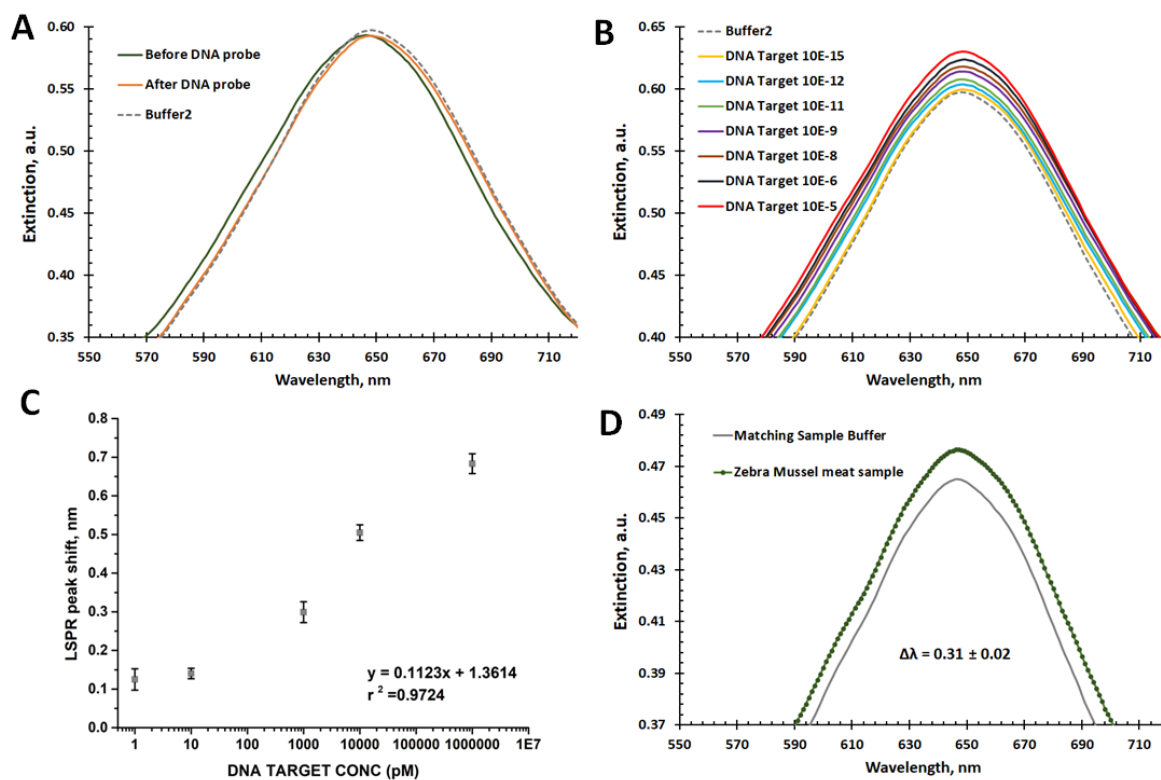 A
Before DNA probe
After DNA probe
Buffer2
Extinction, a.u.
0.60
0.55
0.50
0.45
0.40
0.35
550 570 590 610 630 650 670 690 710
Wavelength, nm
B
Buffer2
DNA Target 10E-15
DNA Target 10E-12
DNA Target 10E-11
DNA Target 10E-9
DNA Target 10E-8
DNA Target 10E-6
DNA Target 10E-5
Extinction, a.u.
0.65
0.60
0.55
0.50
0.45
0.40
550 570 590 610 630 650 670 690 710
Wavelength, nm
C
LSPR peak shift, nm
0.8
0.7
0.6
0.5
0.4
0.3
0.2
0.1
0.0
y = 0.1123x + 1.3614
r ² =0.9724
1 10 1000 10000 100000 1000000 1E7
DNA TARGET CONC (pM)
D
Matching Sample Buffer
Zebra Mussel meat sample
Extinction, a.u.
0.49
0.47
0.45
0.43
0.41
0.39
0.37
Δλ = 0.31 ± 0.02
550 570 590 610 630 650 670 690 710
Wavelength, nm